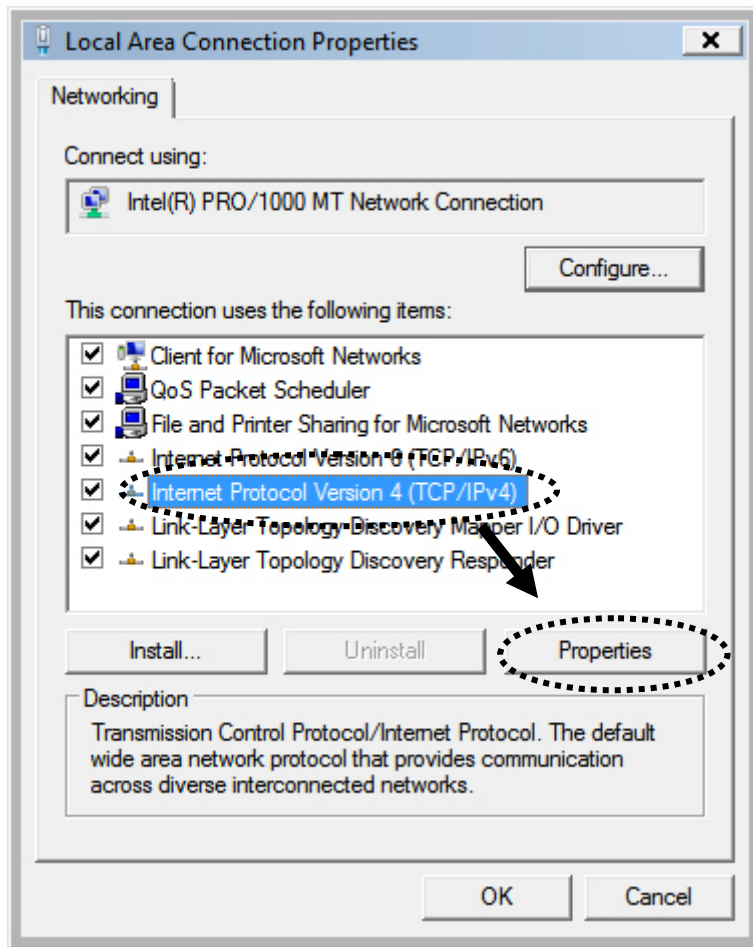 Local Area Connection Properties
Networking
Connect using:
Intel(R) PRO/1000 MT Network Connection
Configure...
This connection uses the following items:
Client for Microsoft Networks
QoS Packet Scheduler
File and Printer Sharing for Microsoft Networks
Internet Protocol Version 6 (TCP/IPv6)
Internet Protocol Version 4 (TCP/IPv4)
Link-Layer Topology Discovery Mapper I/O Driver
Link-Layer Topology Discovery Responder
Install... Uninstall Properties
Description
Transmission Control Protocol/Internet Protocol. The default
wide area network protocol that provides communication
across diverse interconnected networks.
OK Cancel